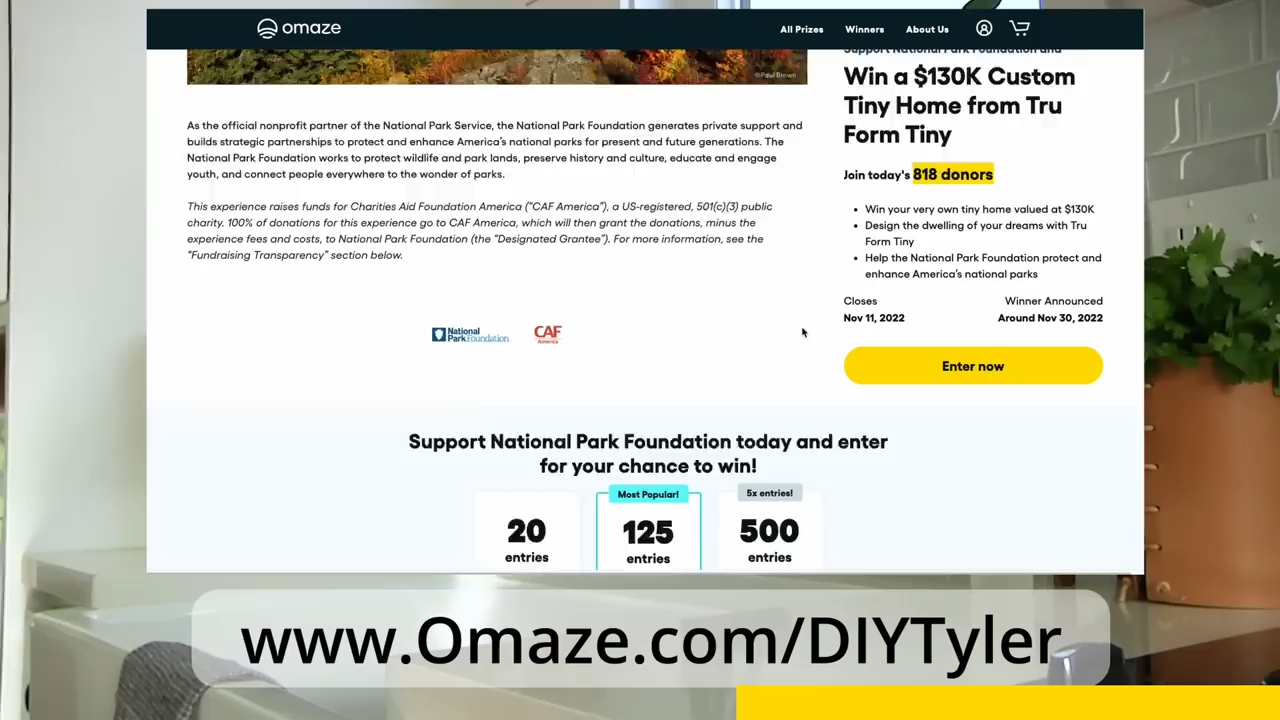 omaze
All Prizes
Winners
About Us
©Paul Brown
As the official nonprofit partner of the National Park Service, the National Park Foundation generates private support and
builds strategic partnerships to protect and enhance America's national parks for present and future generations. The
National Park Foundation works to protect wildlife and park lands, preserve history and culture, educate and engage
youth, and connect people everywhere to the wonder of parks.
This experience raises funds for Charities Aid Foundation America ("CAF America"), a US-registered, 501(c)(3) public
charity. 100% of donations for this experience go to CAF America, which will then grant the donations, minus the
experience fees and costs, to National Park Foundation (the "Designated Grantee"). For more information, see the
"Fundraising Transparency" section below.
National
Park Foundation
CAF
America
Support National Park Foundation and
Win a $130K Custom
Tiny Home from Tru
Form Tiny
Join today's 818 donors
• Win your very own tiny home valued at $130K
• Design the dwelling of your dreams with Tru
Form Tiny
• Help the National Park Foundation protect and
enhance America's national parks
Closes
Winner Announced
Nov 11, 2022
Around Nov 30, 2022
Enter now
Support National Park Foundation today and enter
for your chance to win!
20
entries
Most Popular!
125
entries
5x entries!
500
entries
www.Omaze.com/DIYTyler